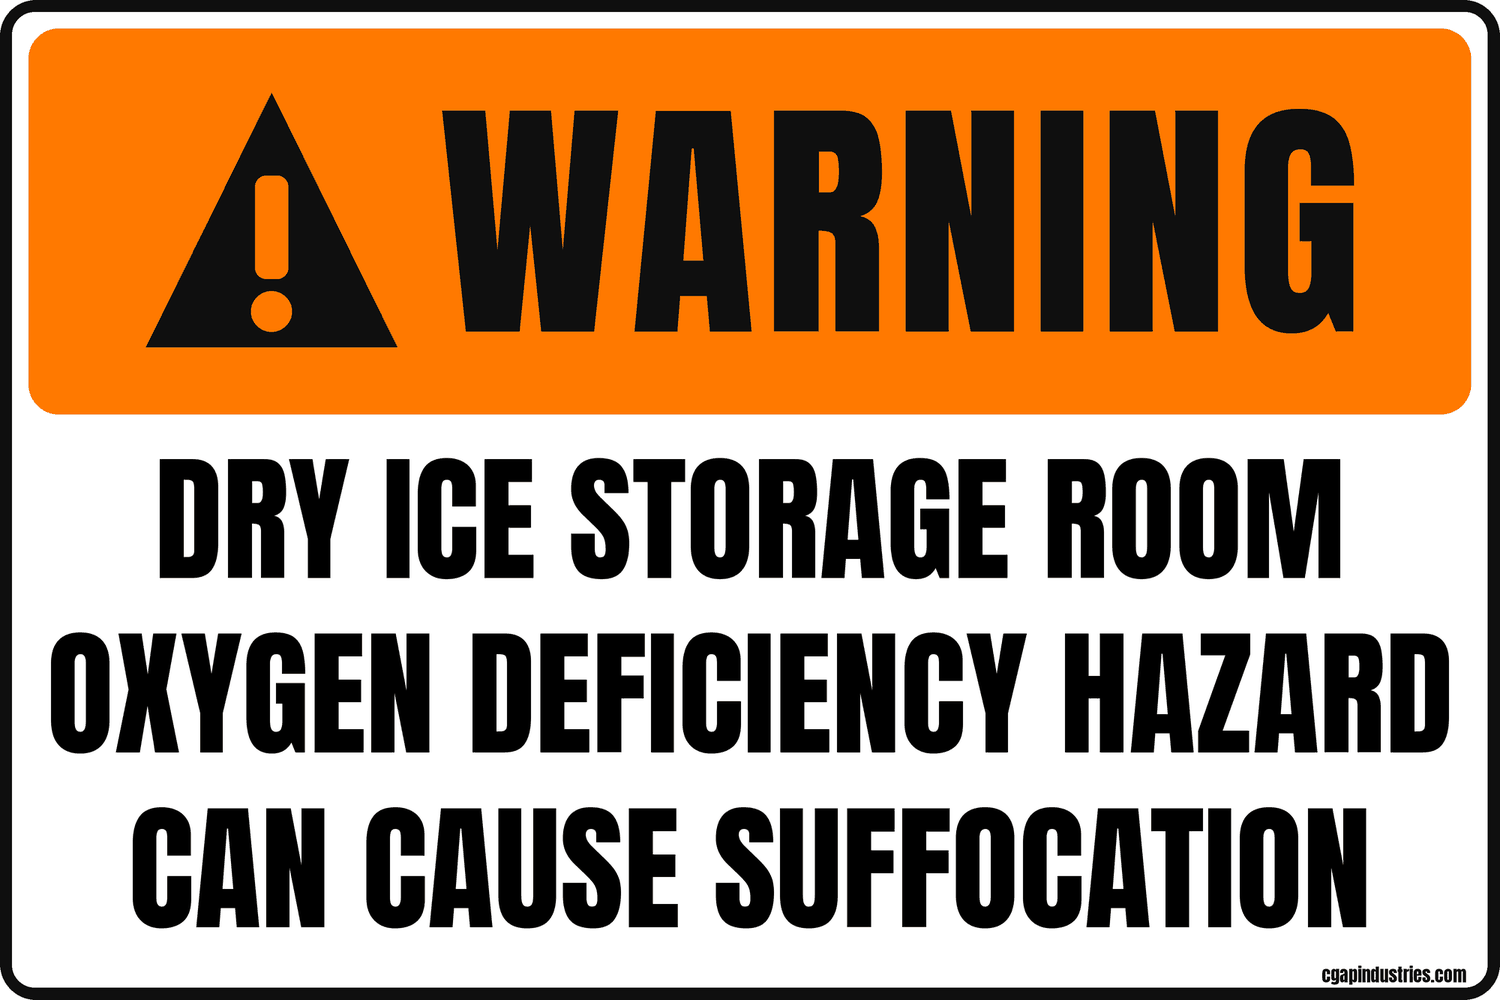 WARNING
DRY ICE STORAGE ROOM
OXYGEN DEFICIENCY HAZARD
CAN CAUSE SUFFOCATION
cgapindustries.com